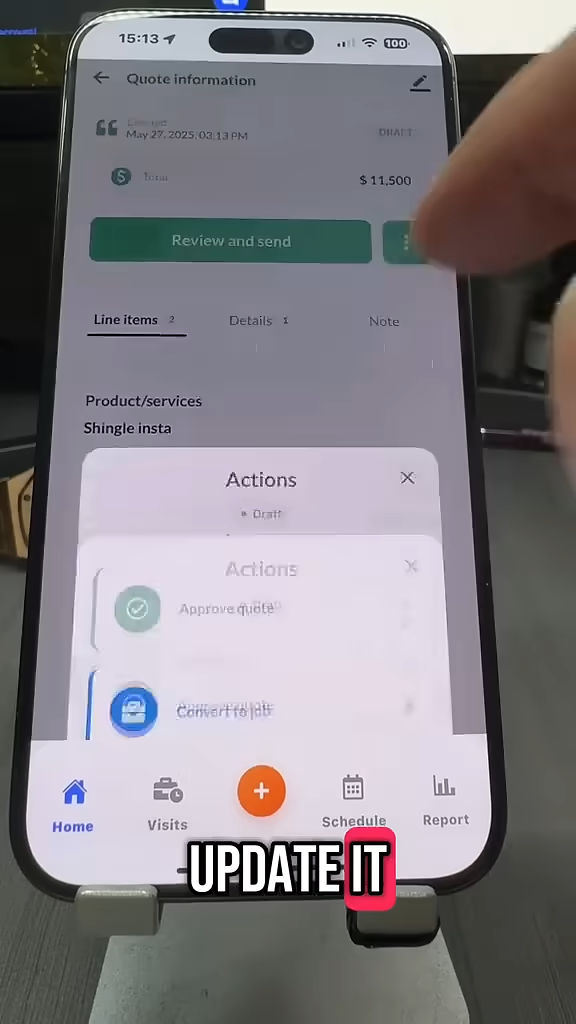 15:13
100
Quote information
Created
May 27, 2025, 03:13 PM
DRAFT
Total
$ 11,500
Review and send
Line items 2
Details 1
Note
Product/services
Shingle insta
Actions
Draft
Actions
Approve quote
Convert to job
Home
Visits
Schedule
Report
UPDATE IT